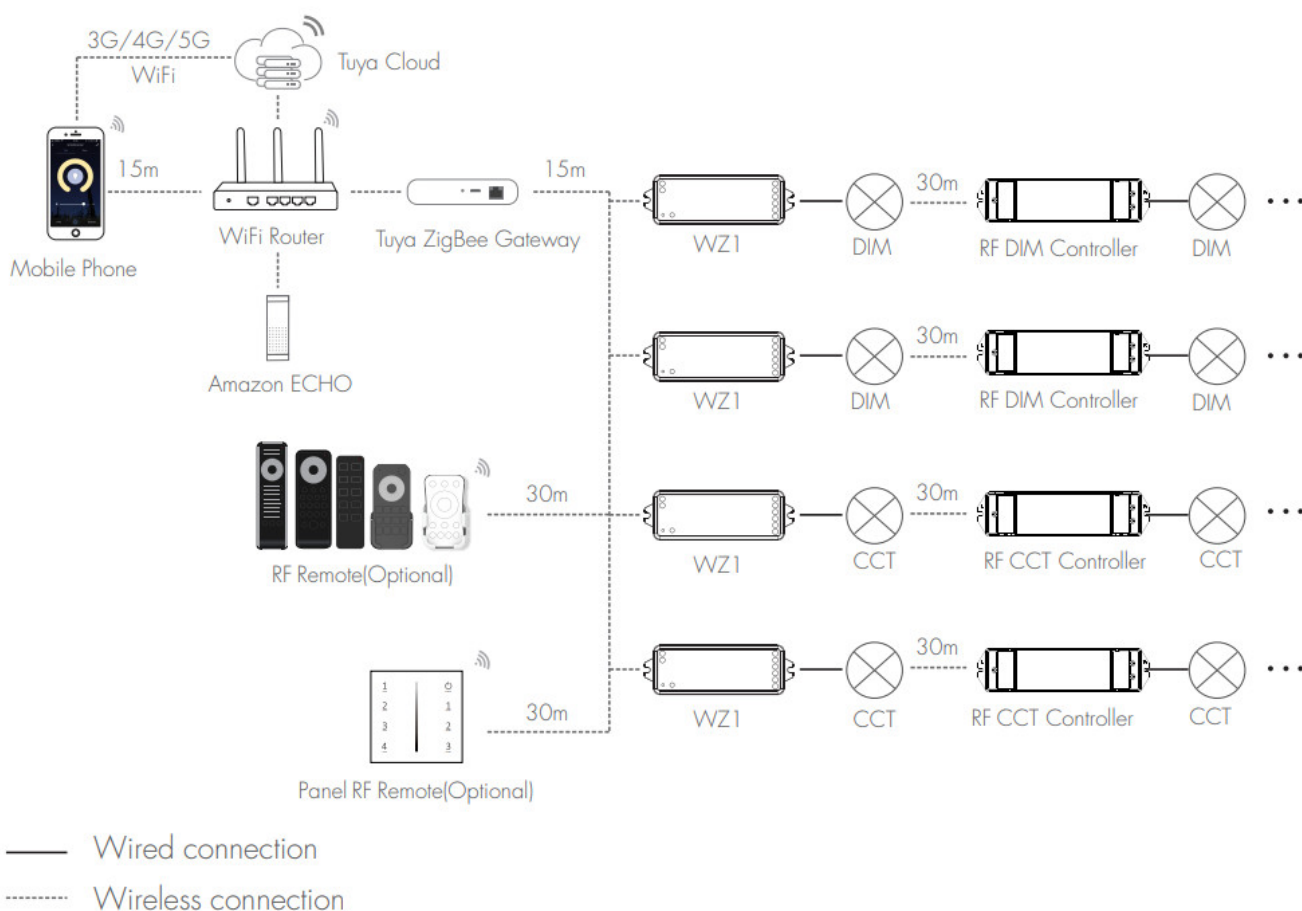 3G/4G/5G
WiFi
Tuya Cloud
15m
15m
WiFi Router
Tuya ZigBee Gateway
Mobile Phone
Amazon ECHO
WZ1
DIM
30m
RF DIM Controller
DIM
WZ1
DIM
30m
RF DIM Controller
DIM
RF Remote(Optional)
30m
WZ1
CCT
30m
RF CCT Controller
CCT
1
2
3
4
1
2
3
30m
Panel RF Remote(Optional)
WZ1
CCT
30m
RF CCT Controller
CCT
Wired connection
Wireless connection